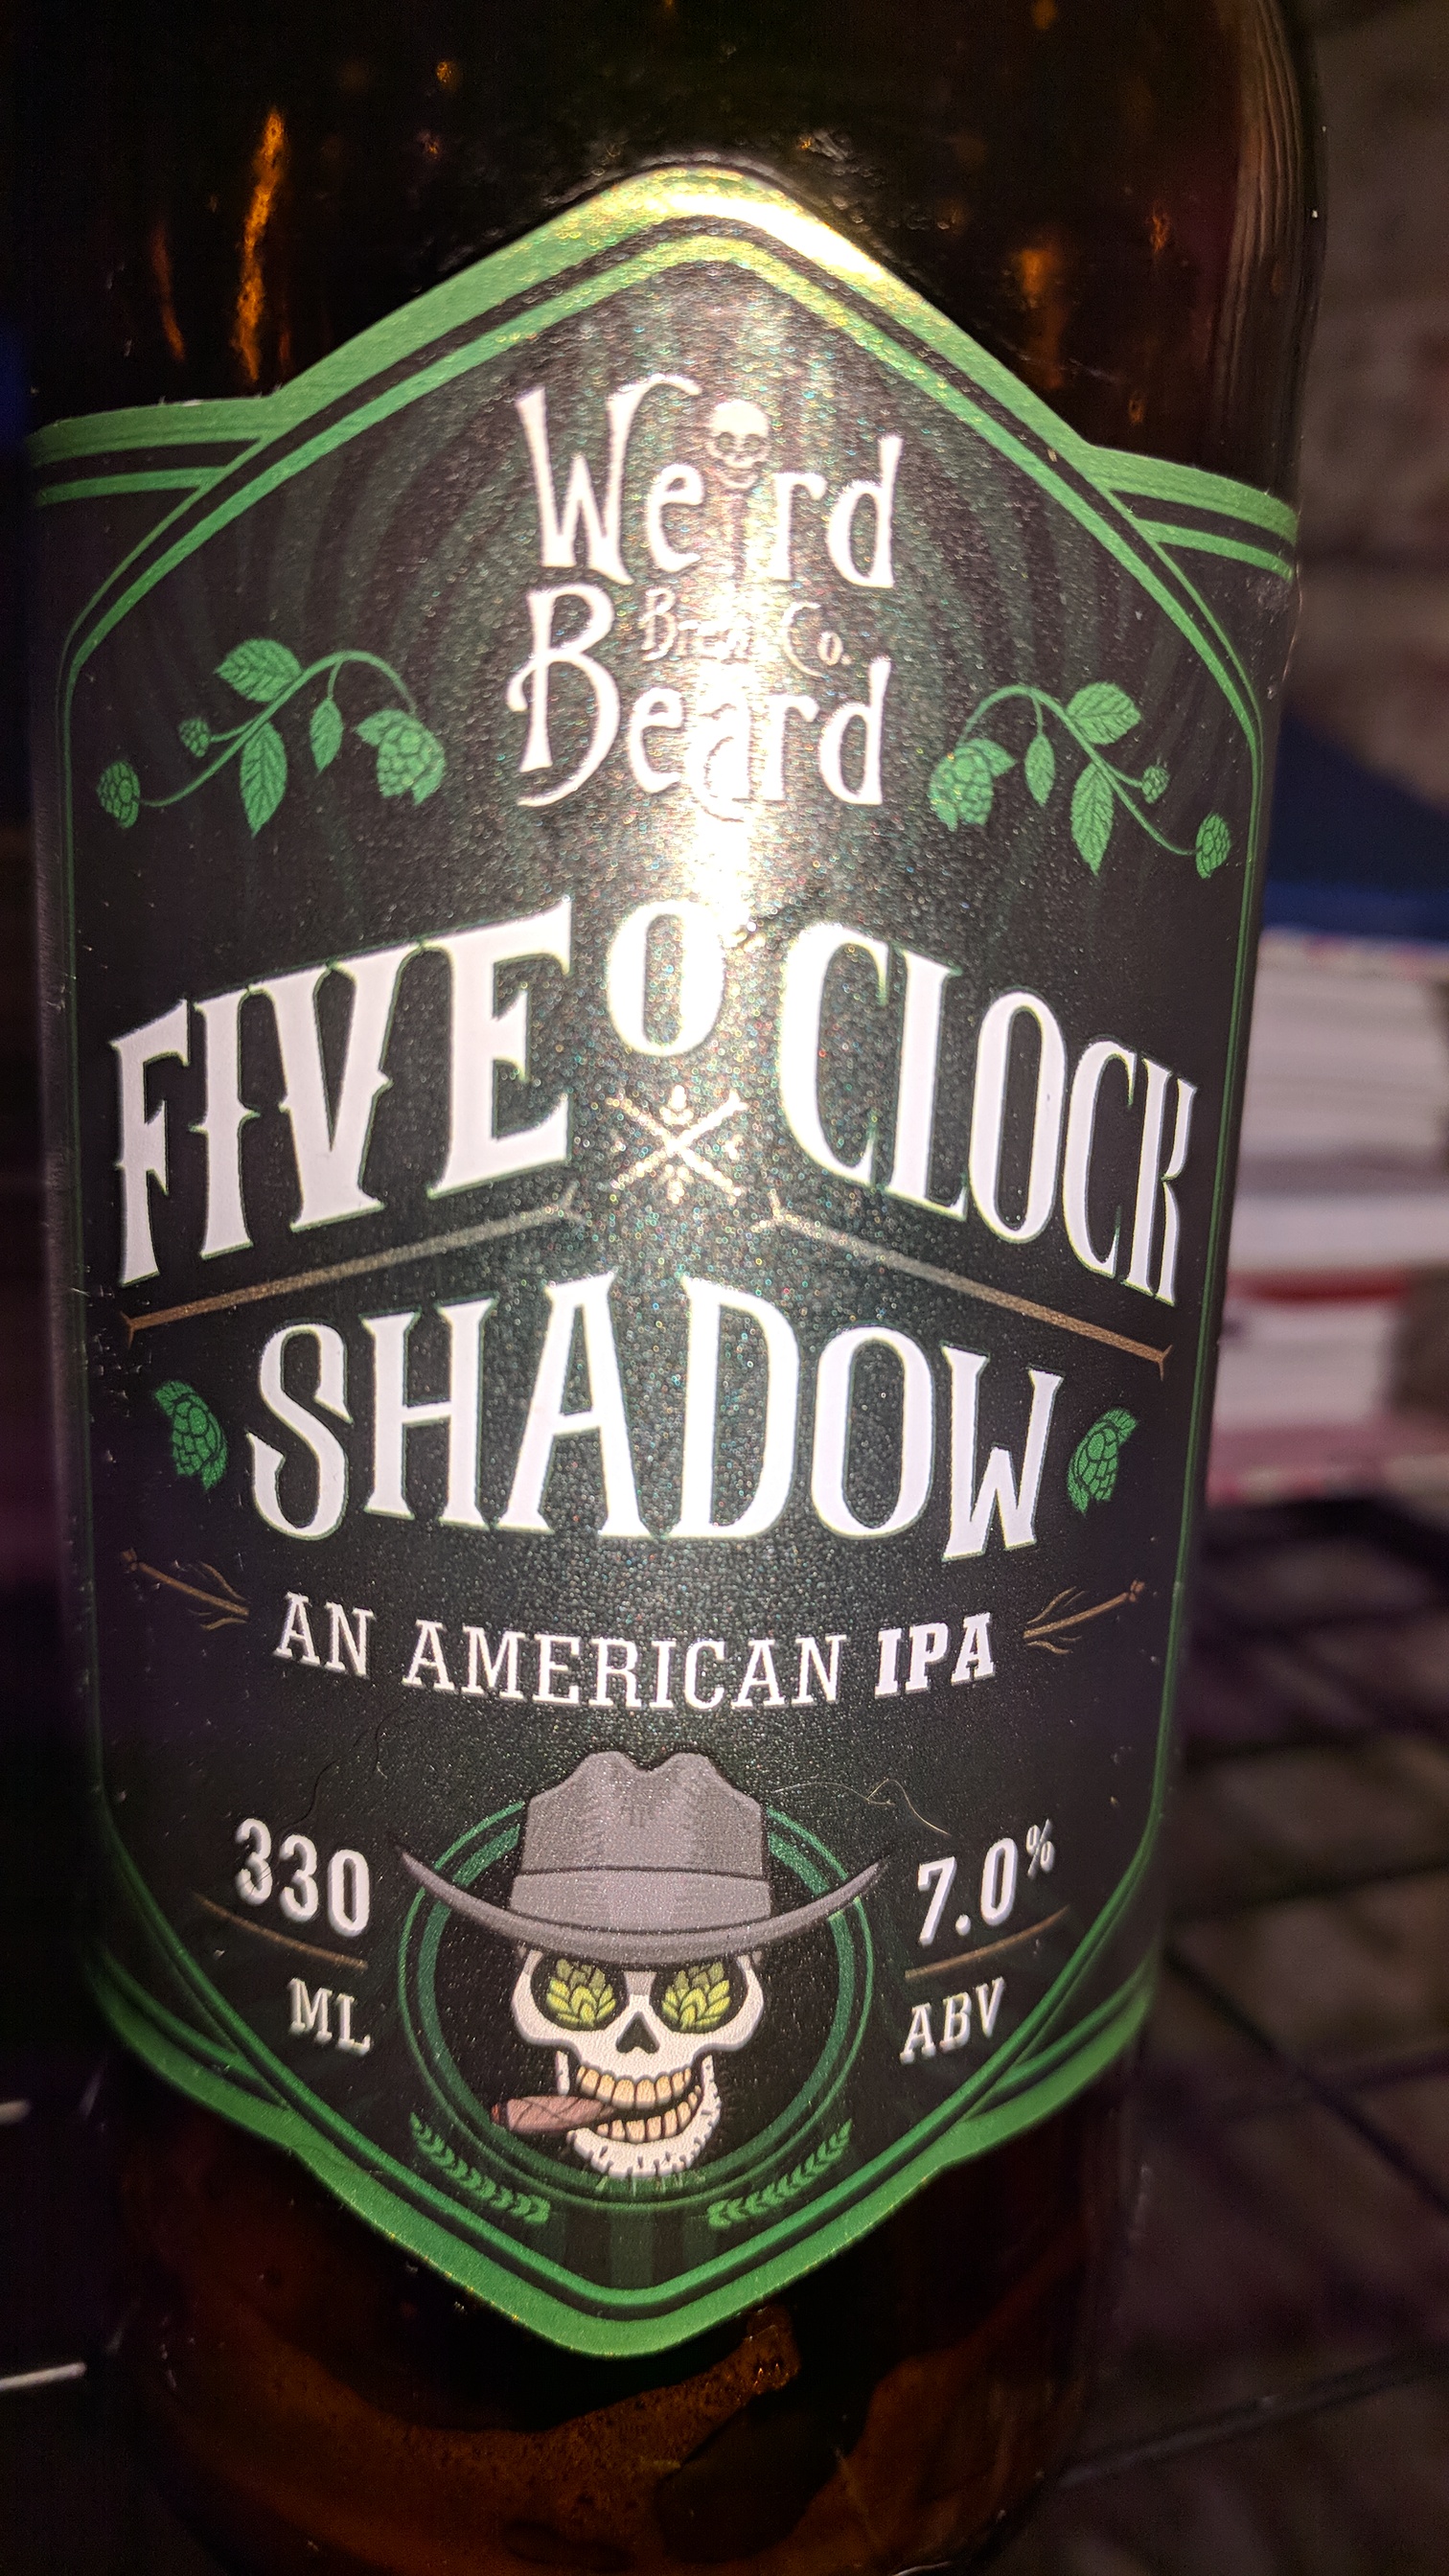 Weird
Brew Co.
Beard
FIVE O'CLOCK
SHADOW
AN AMERICAN IPA
330
ML
7.0%
ABV